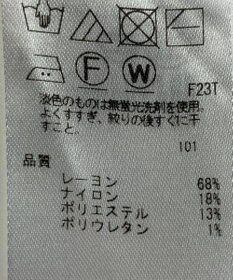 F W
F23T
淡色のものは無蛍光洗剤を使用。
よくすすぎ、絞りの後すぐに干
すこと。
101
品質
レーヨン 68%
ナイロン 18%
ポリエステル 13%
ポリウレタン 1%